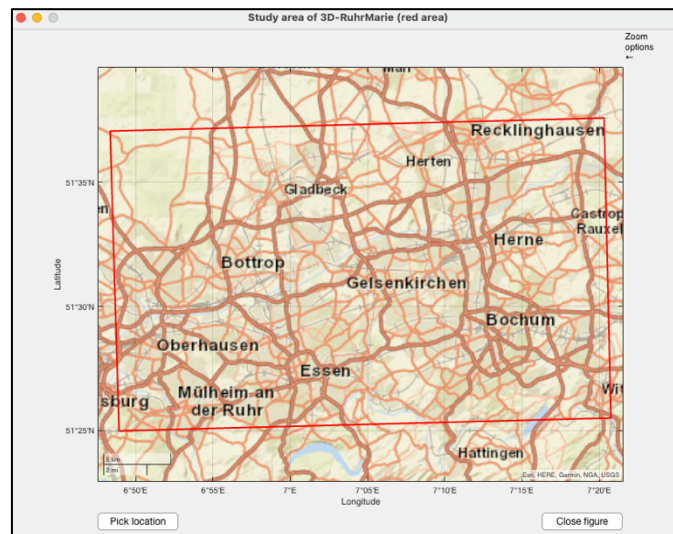 Study area of 3D-RuhrMarie (red area)
Zoom
options
←
Recklinghausen
Herten
51°35'N
Gladbeck
Castrop
Rauxel
Herne
Bottrop
Latitude
Gelsenkirchen
51°30'N
Bochum
Oberhausen
Essen
Mülheim an
der Ruhr
sburg
Wit
51°25'N
Hattingen
5 km
2 mi
Esri, HERE, Garmin, NGA, USGS
6°50'E
6°55'E
7°E
7°05'E
7°10'E
7°15'E
7°20'E
Longitude
Pick location
Close figure